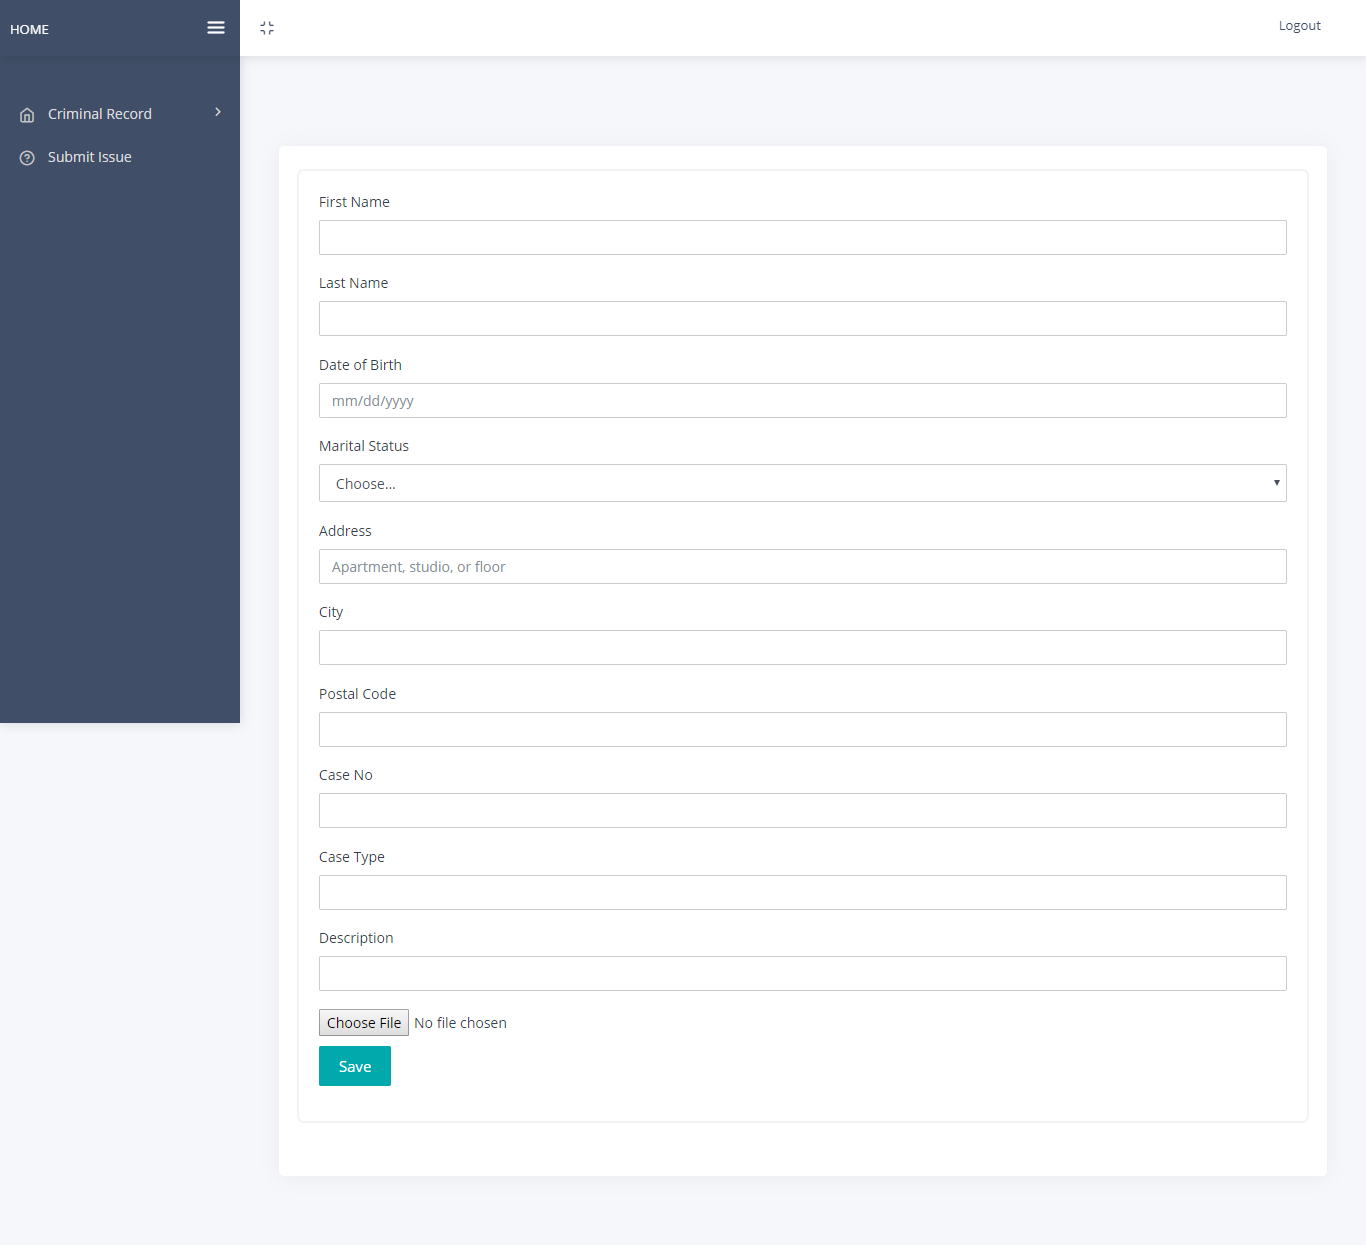 HOME
Logout
Criminal Record
Submit Issue
First Name
Last Name
Date of Birth
mm/dd/yyyy
Marital Status
Choose...
Address
Apartment, studio, or floor
City
Postal Code
Case No
Case Type
Description
Choose File No file chosen
Save